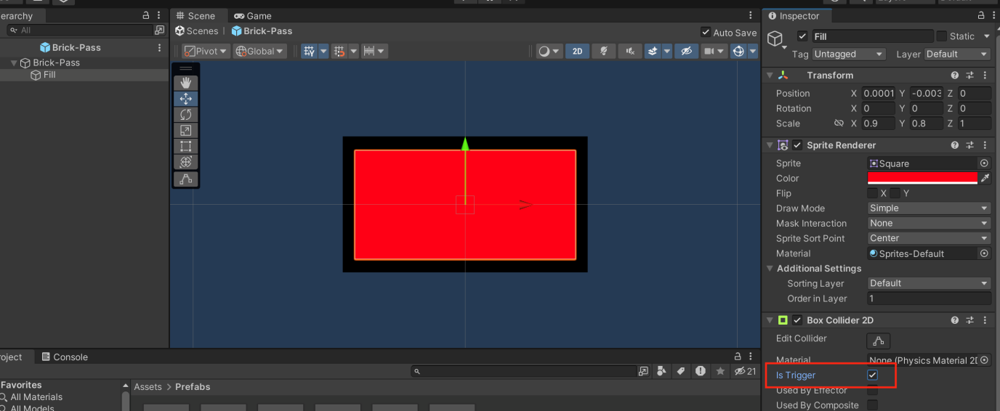 Hierarchy
All
Brick-Pass
Brick-Pass
Fill
Scene
Game
Scenes
Brick-Pass
Auto Save
Pivot
Global
2D
Inspector
Fill
Static
Tag Untagged
Layer Default
Transform
Position X 0.0001 Y -0.003 Z 0
Rotation X 0 Y 0 Z 0
Scale X 0.9 Y 0.8 Z 1
Sprite Renderer
Sprite Square
Color
Flip X Y
Draw Mode Simple
Mask Interaction None
Sprite Sort Point Center
Material Sprites-Default
Additional Settings
Sorting Layer Default
Order in Layer 1
Box Collider 2D
Edit Collider
Material None (Physics Material 2D
Is Trigger
Used By Effector
Used By Composite
roject
Console
21
Favorites
All Materials
All Models
Assets > Prefabs